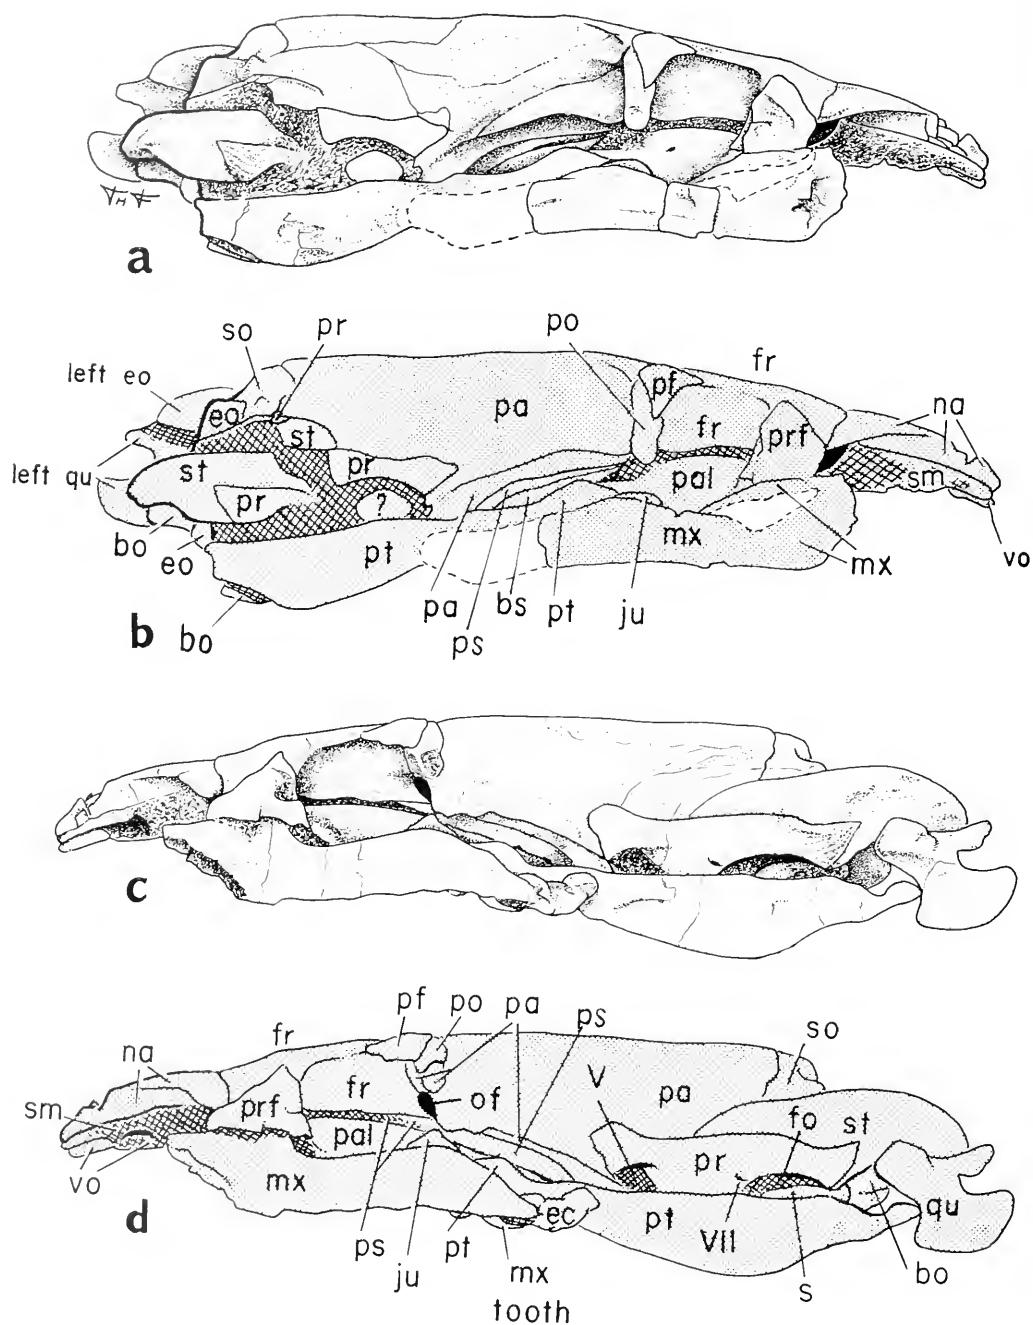 a
so
pr
po
fr
left eo
eo
pa
pf
na
fr
prf
left qu
st
st
pr
pal
sm
pr
?
bo
eo
pt
mx
mx
vo
pa
bs
pt
ju
ps
b
bo
c
pf
po
pa
ps
so
fr
na
V
pa
fr
of
fo
st
sm
prf
pal
pr
vo
mx
ec
pt
VII
qu
d
ps
pt
ju
mx
tooth
s
bo